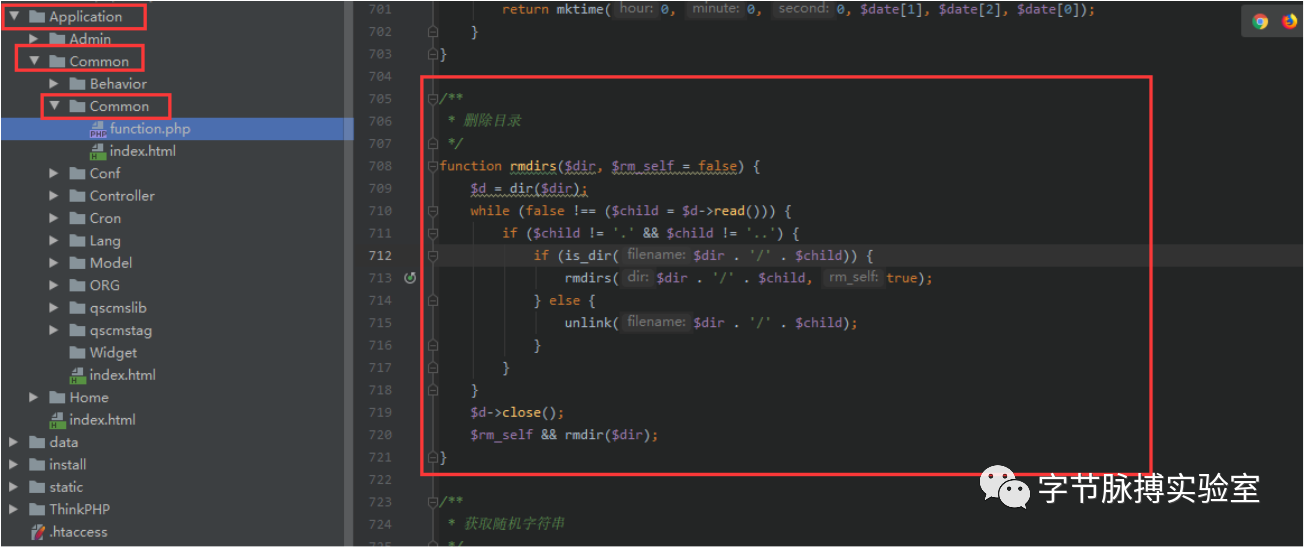 Application
Admin
Common
Behavior
Common
function.php
index.html
Conf
Controller
Cron
Lang
Model
ORG
qscmslib
qscmstag
Widget
index.html
Home
index.html
data
install
static
ThinkPHP
.htaccess
701 return mktime( hour: 0, minute: 0, second: 0, $date[1], $date[2], $date[0]);
702 }
703 }
704
705 /**
706 * 删除目录
707 */
708 function rmdirs($dir, $rm_self = false) {
709 $d = dir($dir);
710 while (false !== ($child = $d->read())) {
711 if ($child != '.' && $child != '..') {
712 if (is_dir( filename: $dir . '/' . $child)) {
713 rmdirs( dir: $dir . '/' . $child, rm_self: true);
714 } else {
715 unlink( filename: $dir . '/' . $child);
716 }
717 }
718 }
719 $d->close();
720 $rm_self && rmdir($dir);
721 }
722
723 /**
724 * 获取随机字符串
字节脉搏实验室